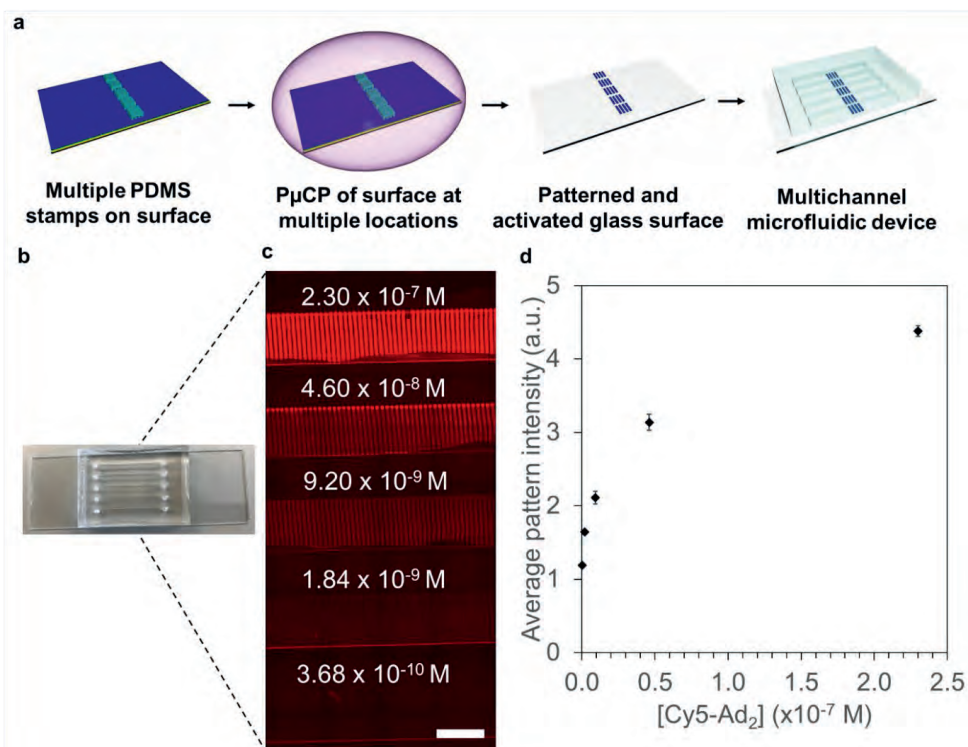 a
Multiple PDMS
stamps on surface
PµCP of surface at
multiple locations
Patterned and
activated glass surface
Multichannel
microfluidic device
b
c
2.30 x 10⁻⁷ M
4.60 x 10⁻⁸ M
9.20 x 10⁻⁹ M
1.84 x 10⁻⁹ M
3.68 x 10⁻¹⁰ M
d
Average pattern intensity (a.u.)
5
4
3
2
1
0
0.0 0.5 1.0 1.5 2.0 2.5
[Cy5-Ad₂] (x10⁻⁷ M)